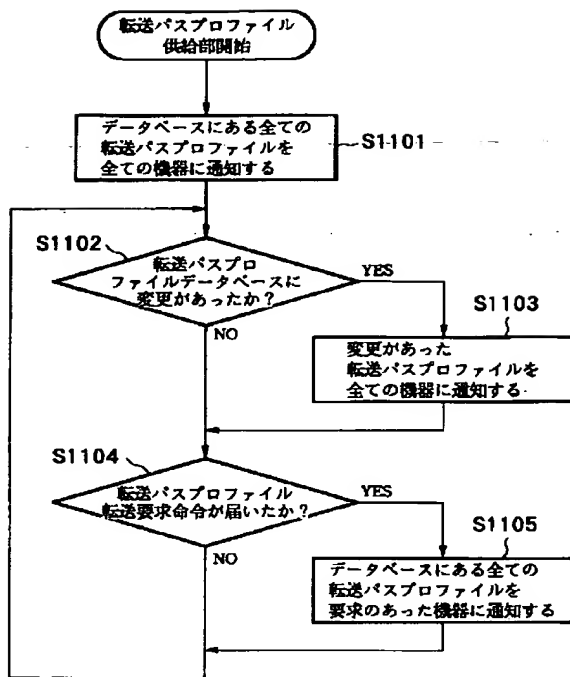 転送パスプロファイル
供給部開始
データベースにある全ての
転送パスプロファイルを
全ての機器に通知する
S1101
S1102
転送パスプロ
ファイルデータベースに
変更があったか?
YES
NO
S1103
変更があった
転送パスプロファイルを
全ての機器に通知する
S1104
転送パスプロファイル
転送要求命令が届いたか?
YES
NO
S1105
データベースにある全ての
転送パスプロファイルを
要求のあった機器に通知する